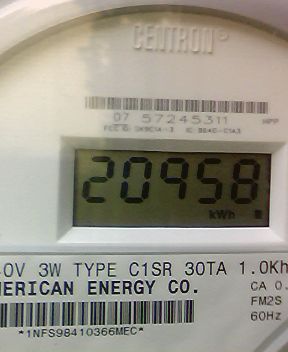 CENTRON®
07 57245311
20958
kWh
3W TYPE C1SR 30TA 1.0Kh
ERICAN ENERGY CO.
CA 0.
FM2S
60Hz
*1NFS98410366MEC*